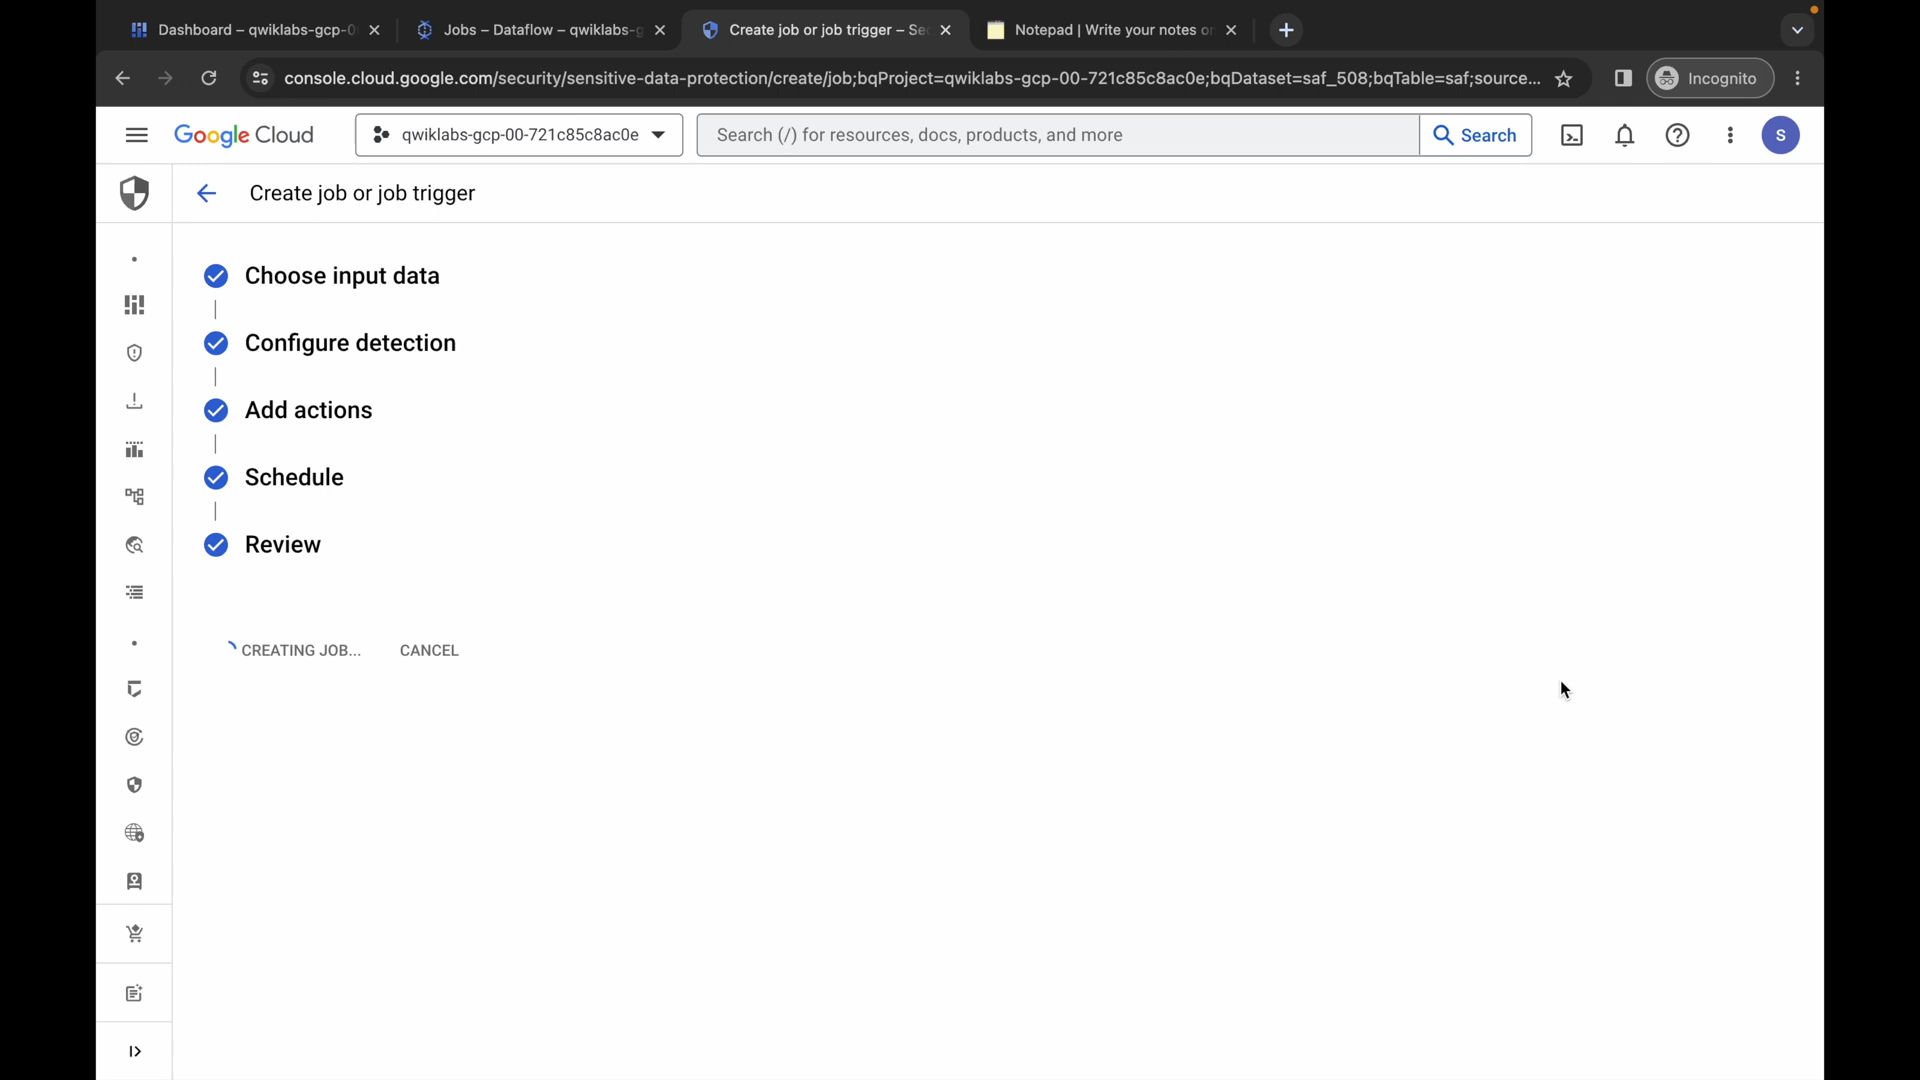 Dashboard – qwiklabs-gcp-0
Jobs – Dataflow – qwiklabs-g
Create job or job trigger – Se
Notepad | Write your notes o
console.cloud.google.com/security/sensitive-data-protection/create/job;bqProject=qwiklabs-gcp-00-721c85c8ac0e;bqDataset=saf_508;bqTable=saf;source...
Incognito
Google Cloud
qwiklabs-gcp-00-721c85c8ac0e
Search (/) for resources, docs, products, and more
Search
S
Create job or job trigger
Choose input data
Configure detection
Add actions
Schedule
Review
CREATING JOB...
CANCEL